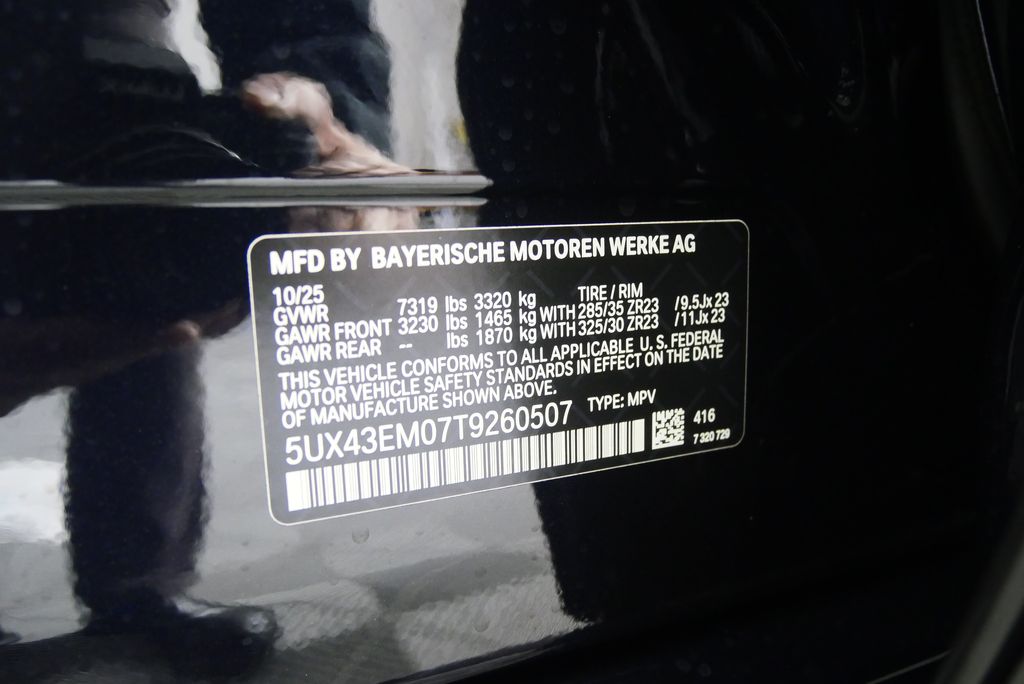 MFD BY BAYERISCHE MOTOREN WERKE AG
10/25 TIRE / RIM
GVWR 7319 lbs 3320 kg
GAWR FRONT 3230 lbs 1465 kg WITH 285/35 ZR23 /9.5Jx 23
GAWR REAR -- lbs 1870 kg WITH 325/30 ZR23 /11Jx 23
THIS VEHICLE CONFORMS TO ALL APPLICABLE U. S. FEDERAL
MOTOR VEHICLE SAFETY STANDARDS IN EFFECT ON THE DATE
OF MANUFACTURE SHOWN ABOVE.
5UX43EM07T9260507 TYPE: MPV
416
7 320 729